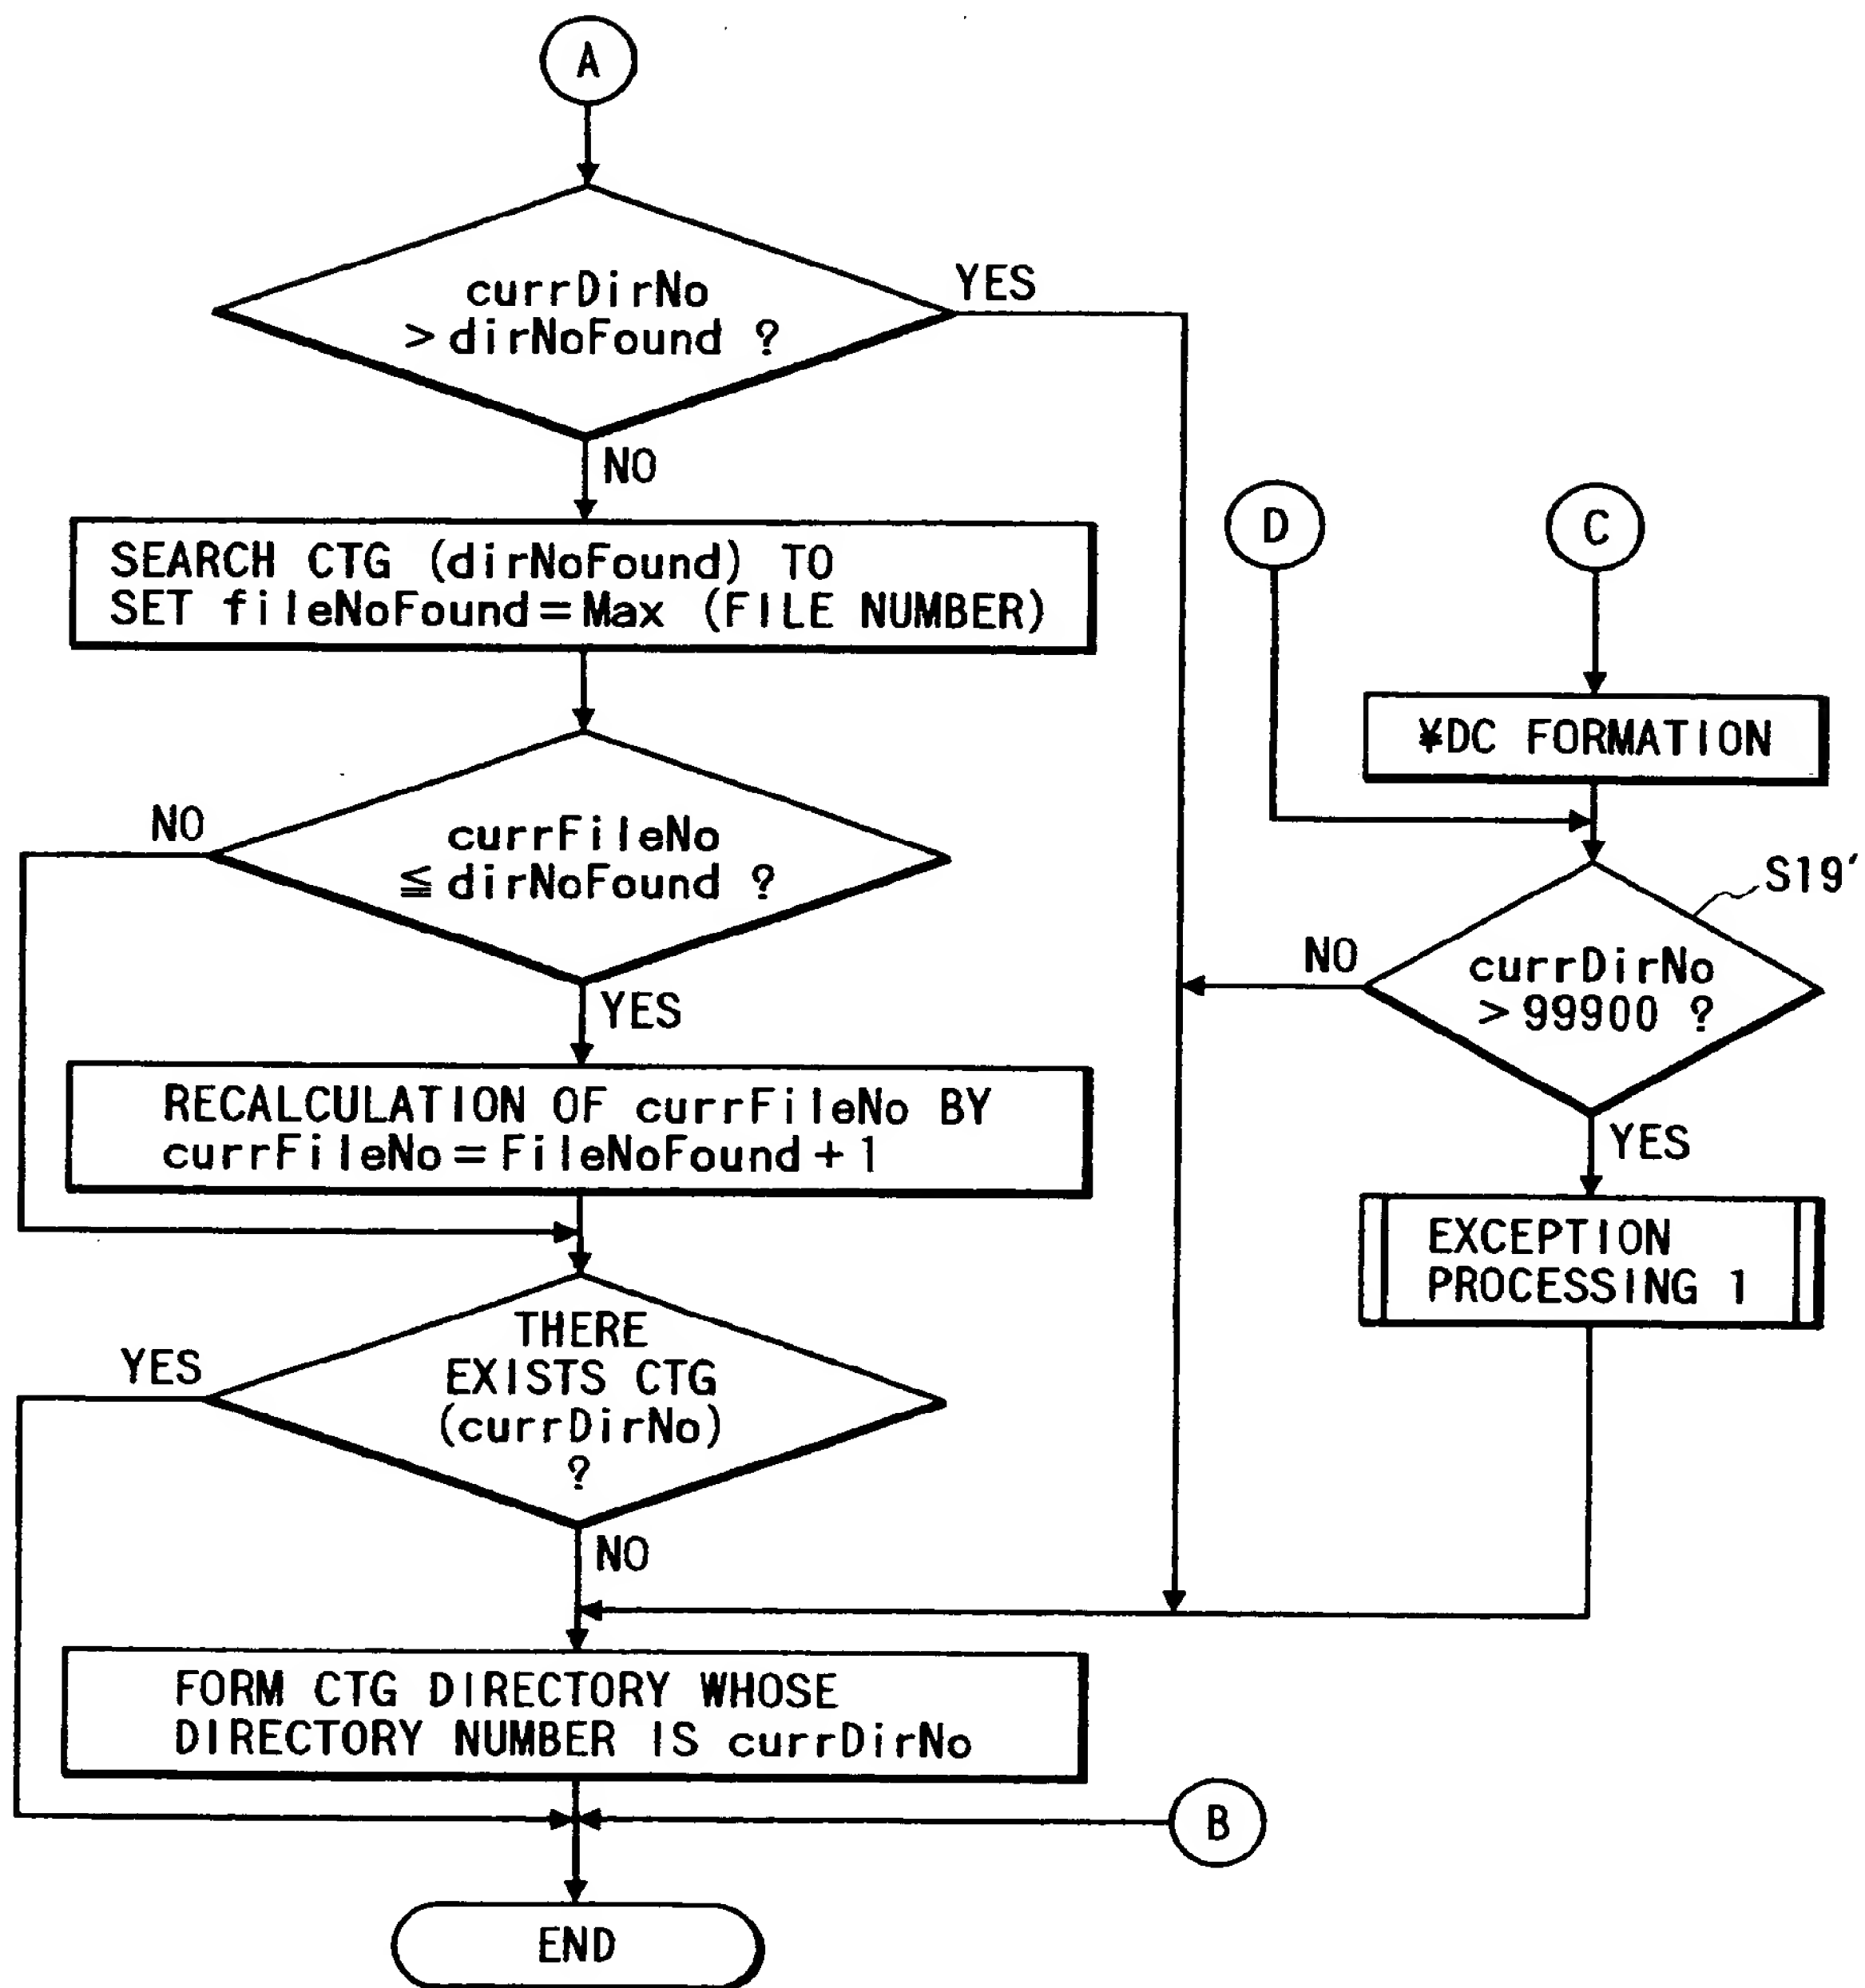 A
currDirNo
> dirNoFound ?
YES
NO
SEARCH CTG (dirNoFound) TO
SET fileNoFound=Max (FILE NUMBER)
D
C
¥DC FORMATION
NO
currFileNo
≦ dirNoFound ?
YES
S19'
NO
currDirNo
> 99900 ?
YES
RECALCULATION OF currFileNo BY
currFileNo=FileNoFound+1
EXCEPTION
PROCESSING 1
YES
THERE
EXISTS CTG
(currDirNo)
?
NO
FORM CTG DIRECTORY WHOSE
DIRECTORY NUMBER IS currDirNo
B
END